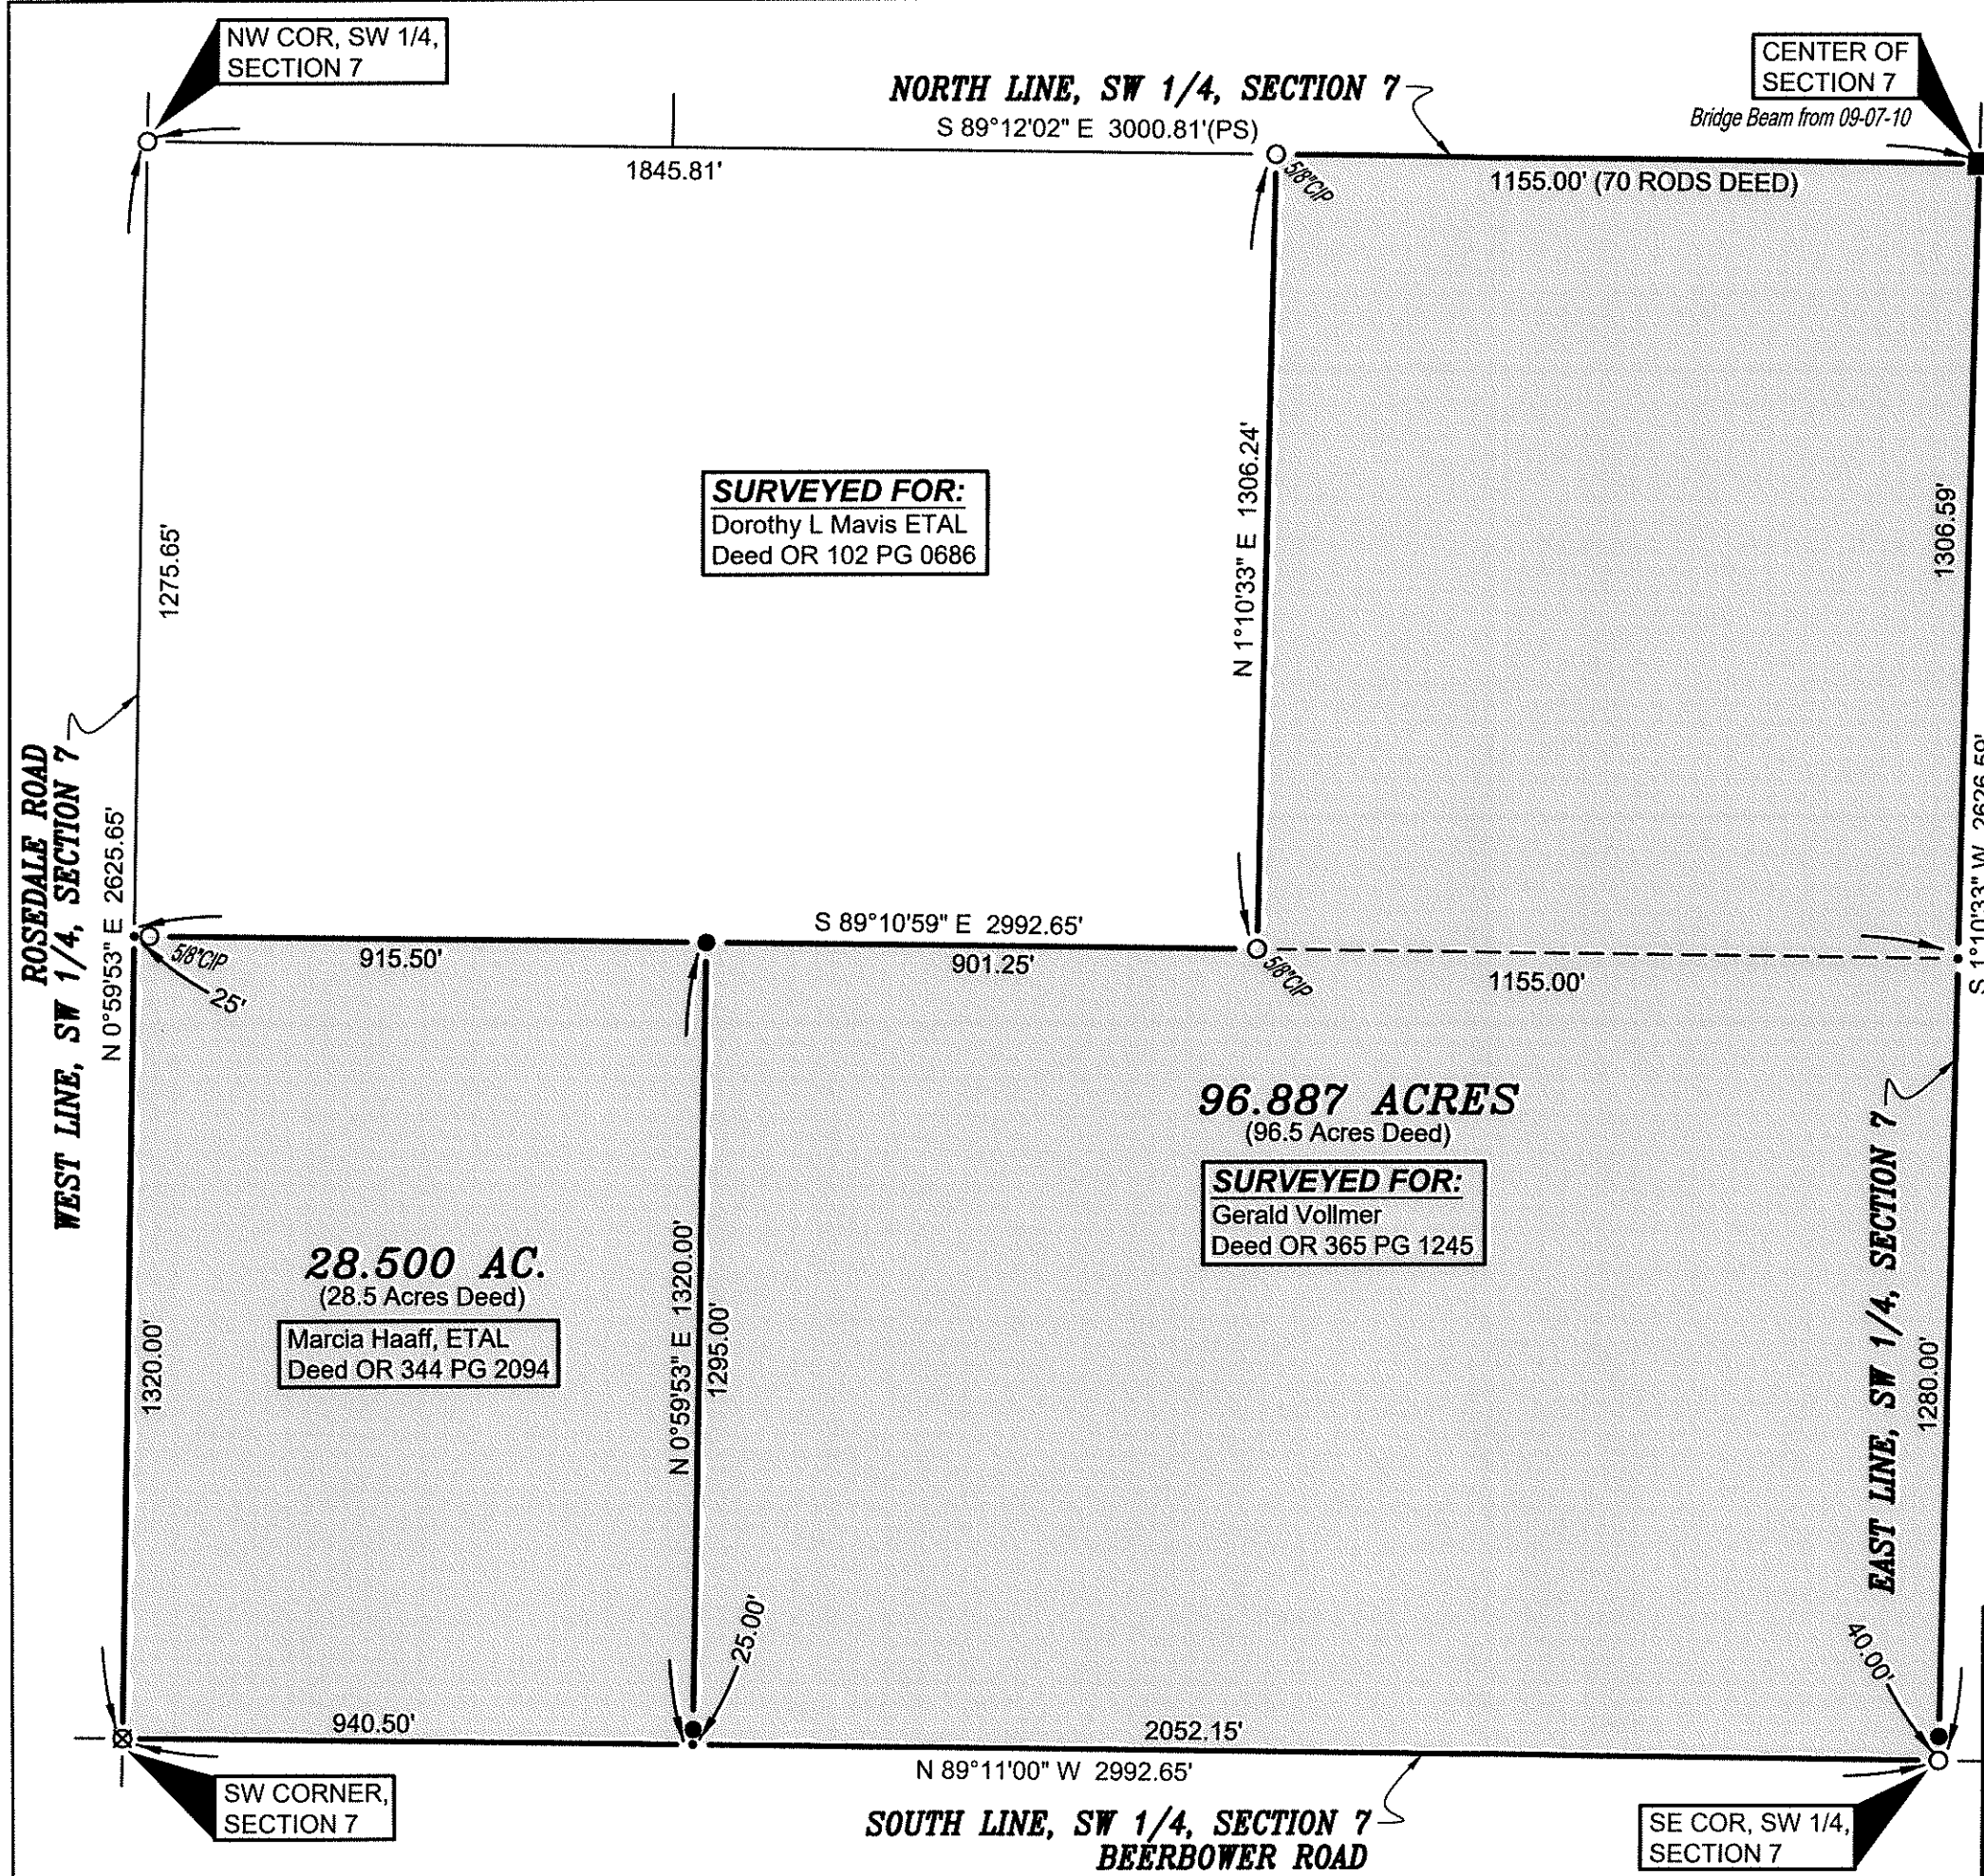 NW COR, SW 1/4,
SECTION 7
CENTER OF
SECTION 7
Bridge Beam from 09-07-10
NORTH LINE, SW 1/4, SECTION 7
S 89°12'02" E 3000.81'(PS)
1845.81'
5/8"CIP
1155.00' (70 RODS DEED)
SURVEYED FOR:
Dorothy L Mavis ETAL
Deed OR 102 PG 0686
1275.65'
N 1°10'33" E 1306.24'
1306.59'
ROSEDALE ROAD
WEST LINE, SW 1/4, SECTION 7
N 0°59'53" E 2625.65'
S 1°10'33" W 2626.59'
5/8"CIP
25'
915.50'
S 89°10'59" E 2992.65'
901.25'
5/8"CIP
1155.00'
96.887 ACRES
(96.5 Acres Deed)
SURVEYED FOR:
Gerald Vollmer
Deed OR 365 PG 1245
28.500 AC.
(28.5 Acres Deed)
Marcia Haaff, ETAL
Deed OR 344 PG 2094
1320.00'
N 0°59'53" E 1320.00'
1295.00'
EAST LINE, SW 1/4, SECTION 7
1280.00'
25.00'
40.00'
940.50'
2052.15'
N 89°11'00" W 2992.65'
SW CORNER,
SECTION 7
SOUTH LINE, SW 1/4, SECTION 7
BEERBOWER ROAD
SE COR, SW 1/4,
SECTION 7